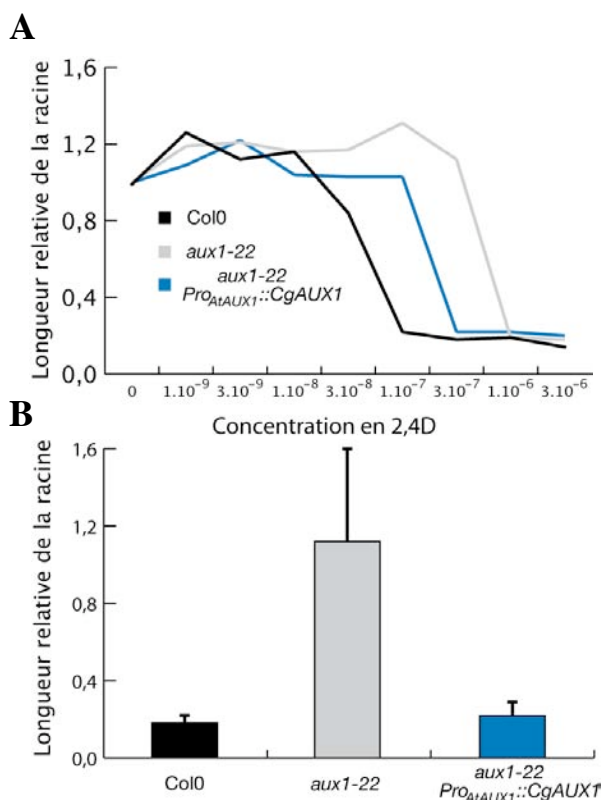 A
Longueur relative de la racine
1,6
1,2
0,8
0,4
0,0
Col0
aux1-22
aux1-22
ProAtAUX1::CgAUX1
0
1.10-9
3.10-9
1.10-8
3.10-8
1.10-7
3.10-7
1.10-6
3.10-6
Concentration en 2,4D
B
Longueur relative de la racine
1,6
1,2
0,8
0,4
0,0
Col0
aux1-22
aux1-22
ProAtAUX1::CgAUX1